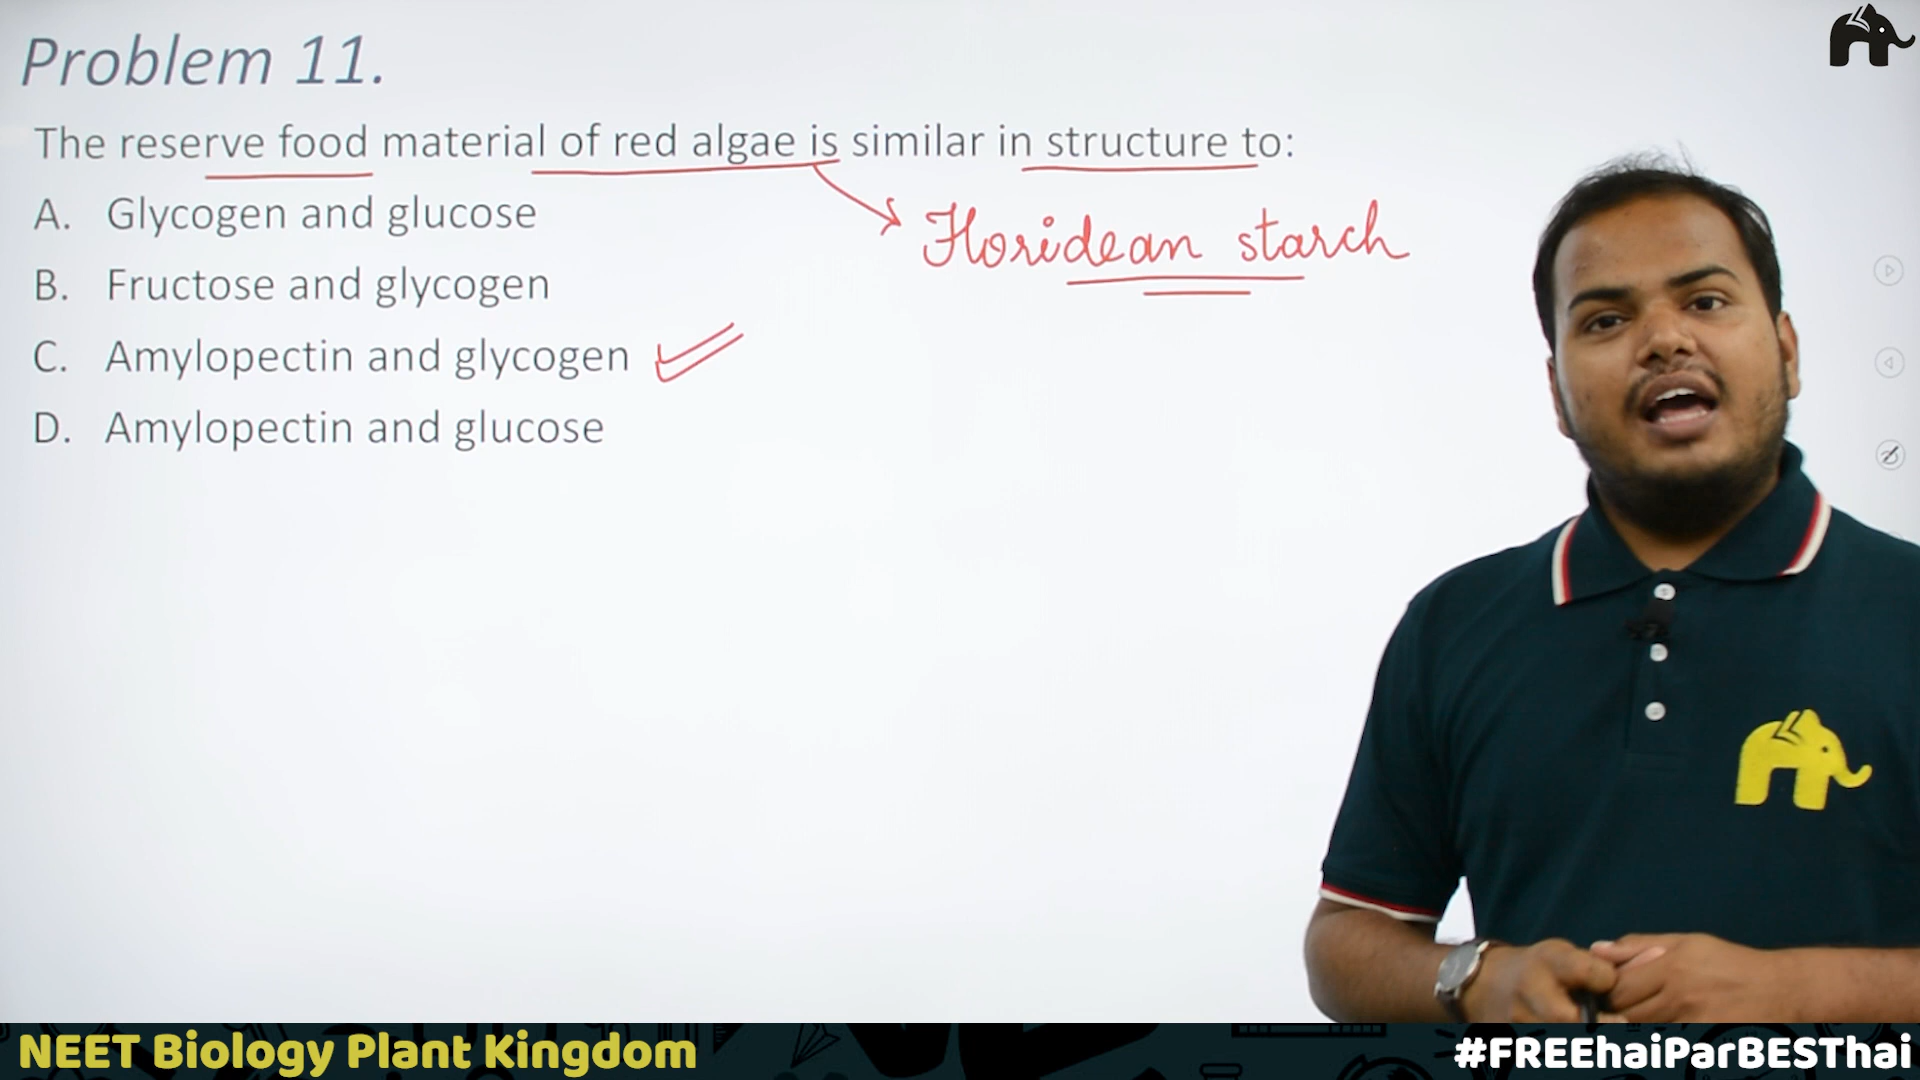 Problem 11.
The reserve food material of red algae is similar in structure to:
A. Glycogen and glucose
Floridean starch
B. Fructose and glycogen
C. Amylopectin and glycogen
D. Amylopectin and glucose
NEET Biology Plant Kingdom
#FREEhaiParBESThai